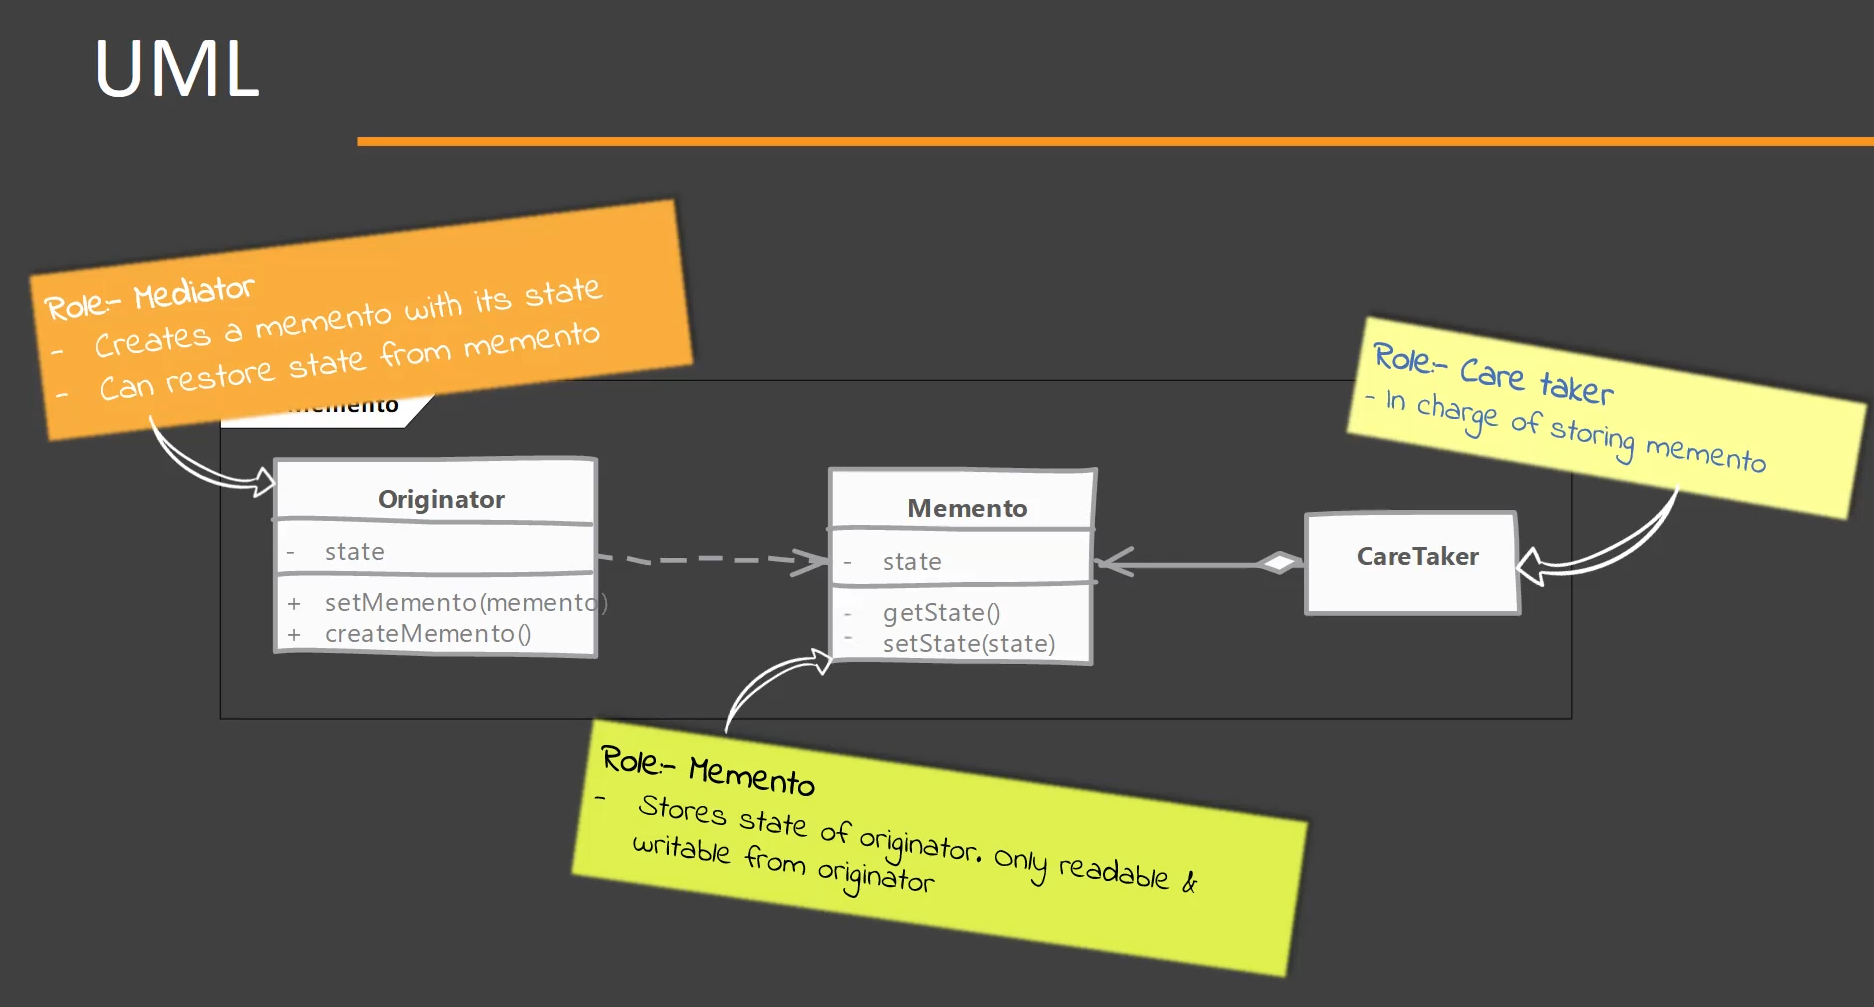 UML
Role:- Mediator
- Creates a memento with its state
- Can restore state from memento
Memento
Role:- Care taker
- In charge of storing memento
Originator
- state
+ setMemento(memento)
+ createMemento()
Memento
- state
- getState()
- setState(state)
CareTaker
Role:- Memento
- Stores state of originator. Only readable &
writable from originator